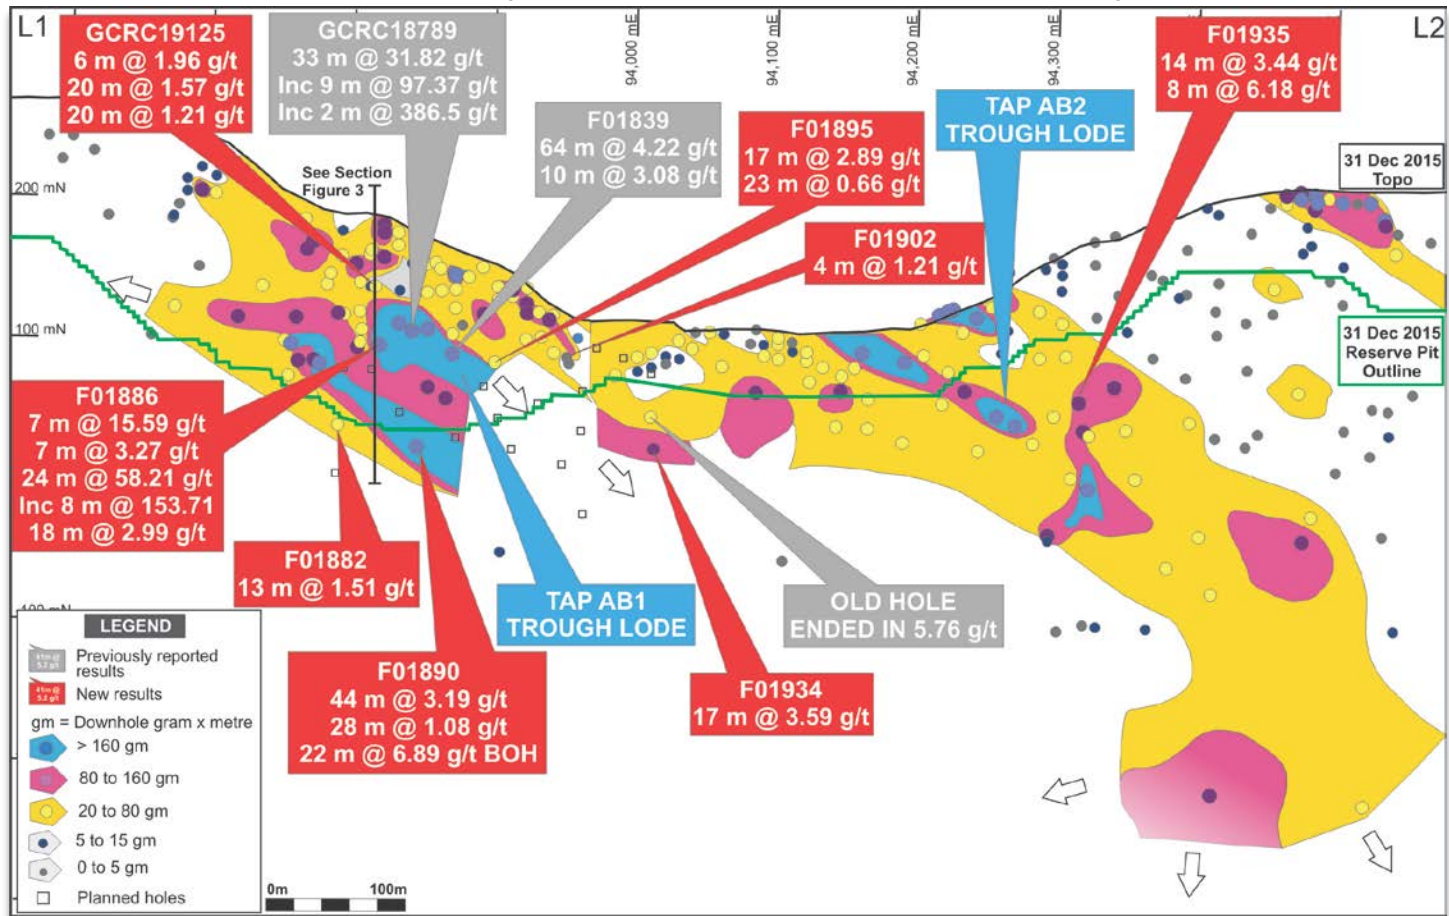 L1
L2
94,000 mE
94,100 mE
94,200 mE
94,300 mE
GCRC19125
6 m @ 1.96 g/t
20 m @ 1.57 g/t
20 m @ 1.21 g/t
GCRC18789
33 m @ 31.82 g/t
Inc 9 m @ 97.37 g/t
Inc 2 m @ 386.5 g/t
F01839
64 m @ 4.22 g/t
10 m @ 3.08 g/t
F01895
17 m @ 2.89 g/t
23 m @ 0.66 g/t
TAP AB2
TROUGH LODE
F01935
14 m @ 3.44 g/t
8 m @ 6.18 g/t
See Section
Figure 3
31 Dec 2015
Topo
200 mN
F01902
4 m @ 1.21 g/t
100 mN
31 Dec 2015
Reserve Pit
Outline
F01886
7 m @ 15.59 g/t
7 m @ 3.27 g/t
24 m @ 58.21 g/t
Inc 8 m @ 153.71
18 m @ 2.99 g/t
F01882
13 m @ 1.51 g/t
TAP AB1
TROUGH LODE
OLD HOLE
ENDED IN 5.76 g/t
F01890
44 m @ 3.19 g/t
28 m @ 1.08 g/t
22 m @ 6.89 g/t BOH
F01934
17 m @ 3.59 g/t
LEGEND
Previously reported
results
New results
gm = Downhole gram x metre
> 160 gm
80 to 160 gm
20 to 80 gm
5 to 15 gm
0 to 5 gm
Planned holes
0m 100m